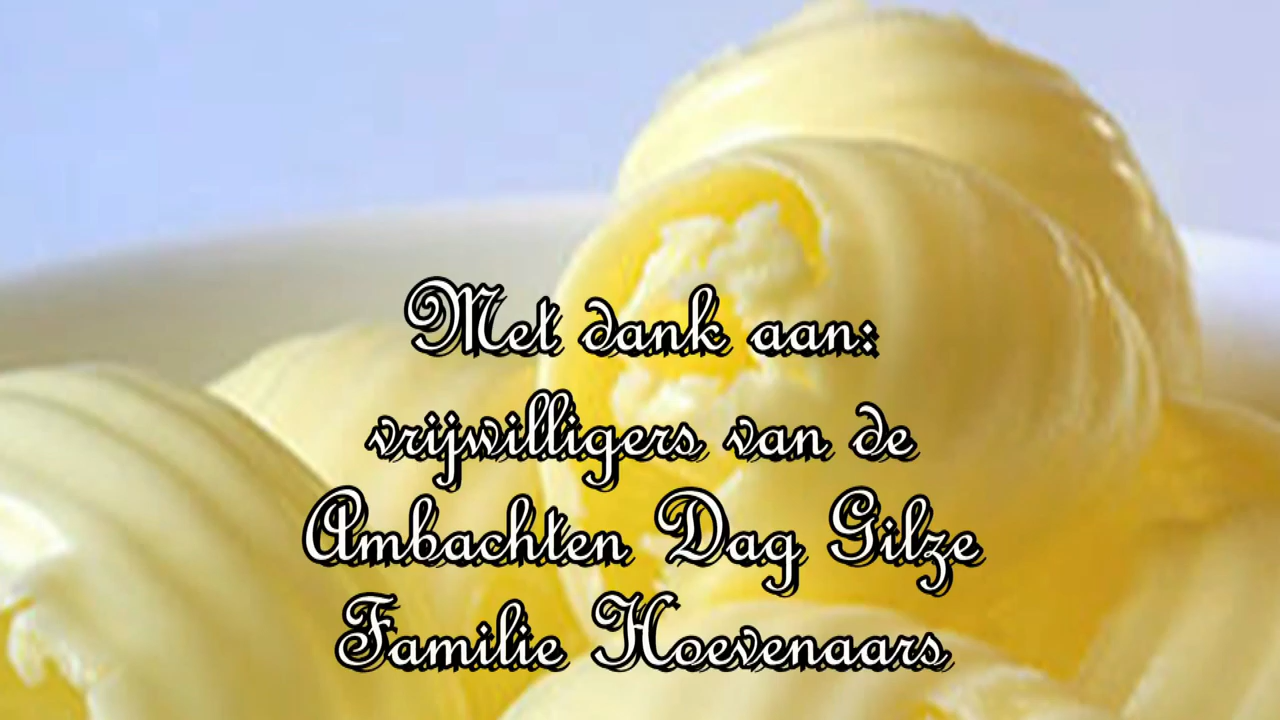 Met dank aan:
vrijwilligers van de
Ambachten Dag Gilze
Familie Hoevenaars